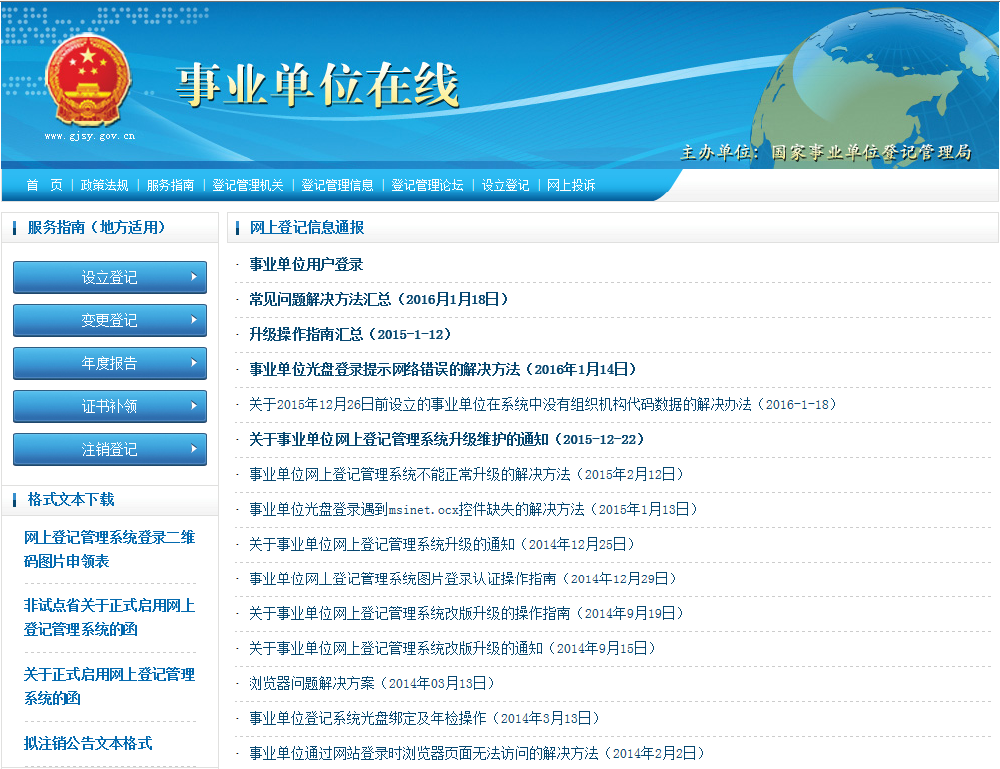 事业单位在线
www.gjsy.gov.cn
主办单位：国家事业单位登记管理局
首 页 | 政策法规 | 服务指南 | 登记管理机关 | 登记管理信息 | 登记管理论坛 | 设立登记 | 网上投诉
服务指南（地方适用）
设立登记
变更登记
年度报告
证书补领
注销登记
格式文本下载
网上登记管理系统登录二维
码图片申领表
非试点省关于正式启用网上
登记管理系统的函
关于正式启用网上登记管理
系统的函
拟注销公告文本格式
网上登记信息通报
· 事业单位用户登录
· 常见问题解决方法汇总（2016月1月18日）
· 升级操作指南汇总（2015-1-12）
· 事业单位光盘登录提示网络错误的解决方法（2016年1月14日）
· 关于2015年12月26日前设立的事业单位在系统中没有组织机构代码数据的解决办法（2016-1-18）
· 关于事业单位网上登记管理系统升级维护的通知（2015-12-22）
· 事业单位网上登记管理系统不能正常升级的解决方法（2015年2月12日）
· 事业单位光盘登录遇到msinet.ocx控件缺失的解决方法（2015年1月13日）
· 关于事业单位网上登记管理系统升级的通知（2014年12月25日）
· 事业单位网上登记管理系统图片登录认证操作指南（2014年12月29日）
· 关于事业单位网上登记管理系统改版升级的操作指南（2014年9月19日）
· 关于事业单位网上登记管理系统改版升级的通知（2014年9月15日）
· 浏览器问题解决方案（2014年03月13日）
· 事业单位登记系统光盘绑定及年检操作（2014年3月13日）
· 事业单位通过网站登录时浏览器页面无法访问的解决方法（2014年2月2日）